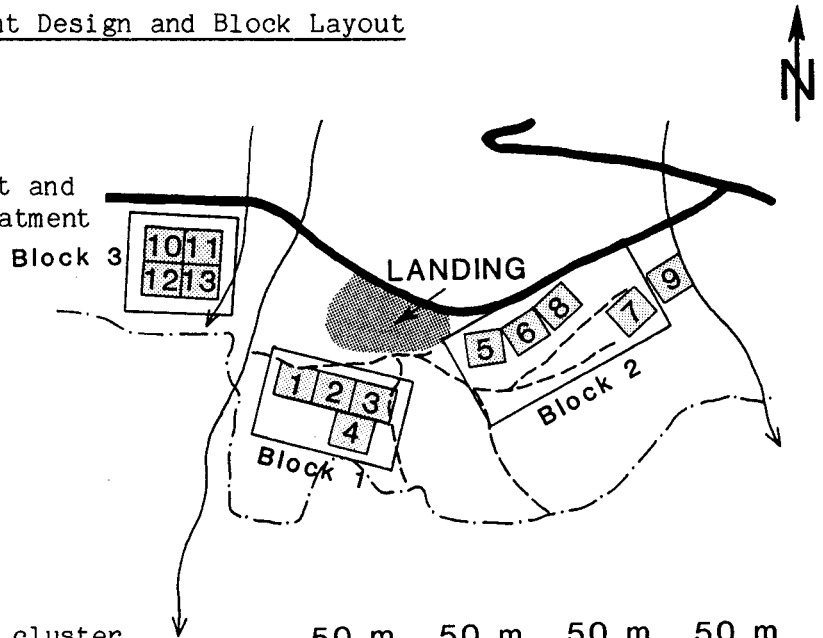 nt Design and Block Layout
N
t and
atment
Block 3
10 11
12 13
LANDING
9
8
7
6
5
Block 2
1 2 3
4
Block 1
cluster
50 m 50 m 50 m 50 m